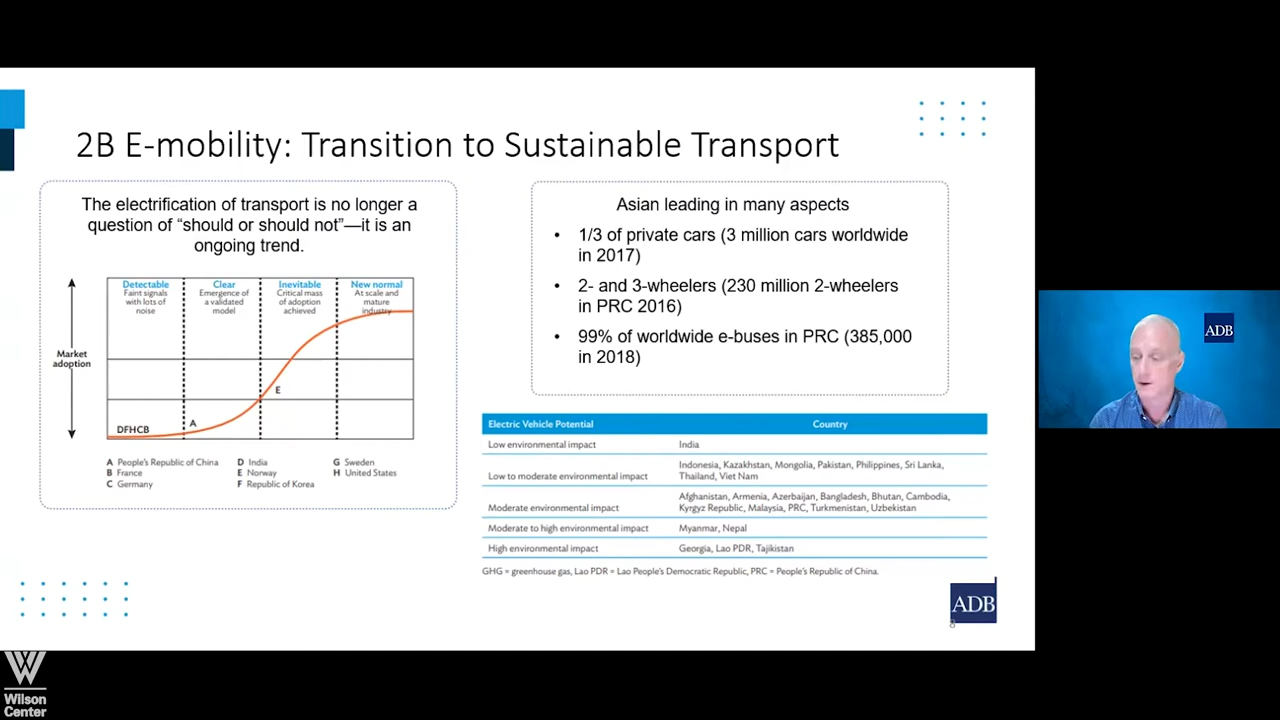 2B E-mobility: Transition to Sustainable Transport
The electrification of transport is no longer a
question of “should or should not”—it is an
ongoing trend.
Detectable
Faint signals
with lots of
noise
Clear
Emergence of
a validated
model
Inevitable
Critical mass
of adoption
achieved
New normal
At scale and
mature
industry
Market
adoption
DFHCB
A
E
A People's Republic of China
B France
C Germany
D India
E Norway
F Republic of Korea
G Sweden
H United States
Asian leading in many aspects
• 1/3 of private cars (3 million cars worldwide
in 2017)
• 2- and 3-wheelers (230 million 2-wheelers
in PRC 2016)
• 99% of worldwide e-buses in PRC (385,000
in 2018)
Electric Vehicle Potential Country
Low environmental impact India
Low to moderate environmental impact Indonesia, Kazakhstan, Mongolia, Pakistan, Philippines, Sri Lanka,
Thailand, Viet Nam
Moderate environmental impact Afghanistan, Armenia, Azerbaijan, Bangladesh, Bhutan, Cambodia,
Kyrgyz Republic, Malaysia, PRC, Turkmenistan, Uzbekistan
Moderate to high environmental impact Myanmar, Nepal
High environmental impact Georgia, Lao PDR, Tajikistan
GHG = greenhouse gas, Lao PDR = Lao People's Democratic Republic, PRC = People's Republic of China.
ADB
8
ADB
Wilson
Center